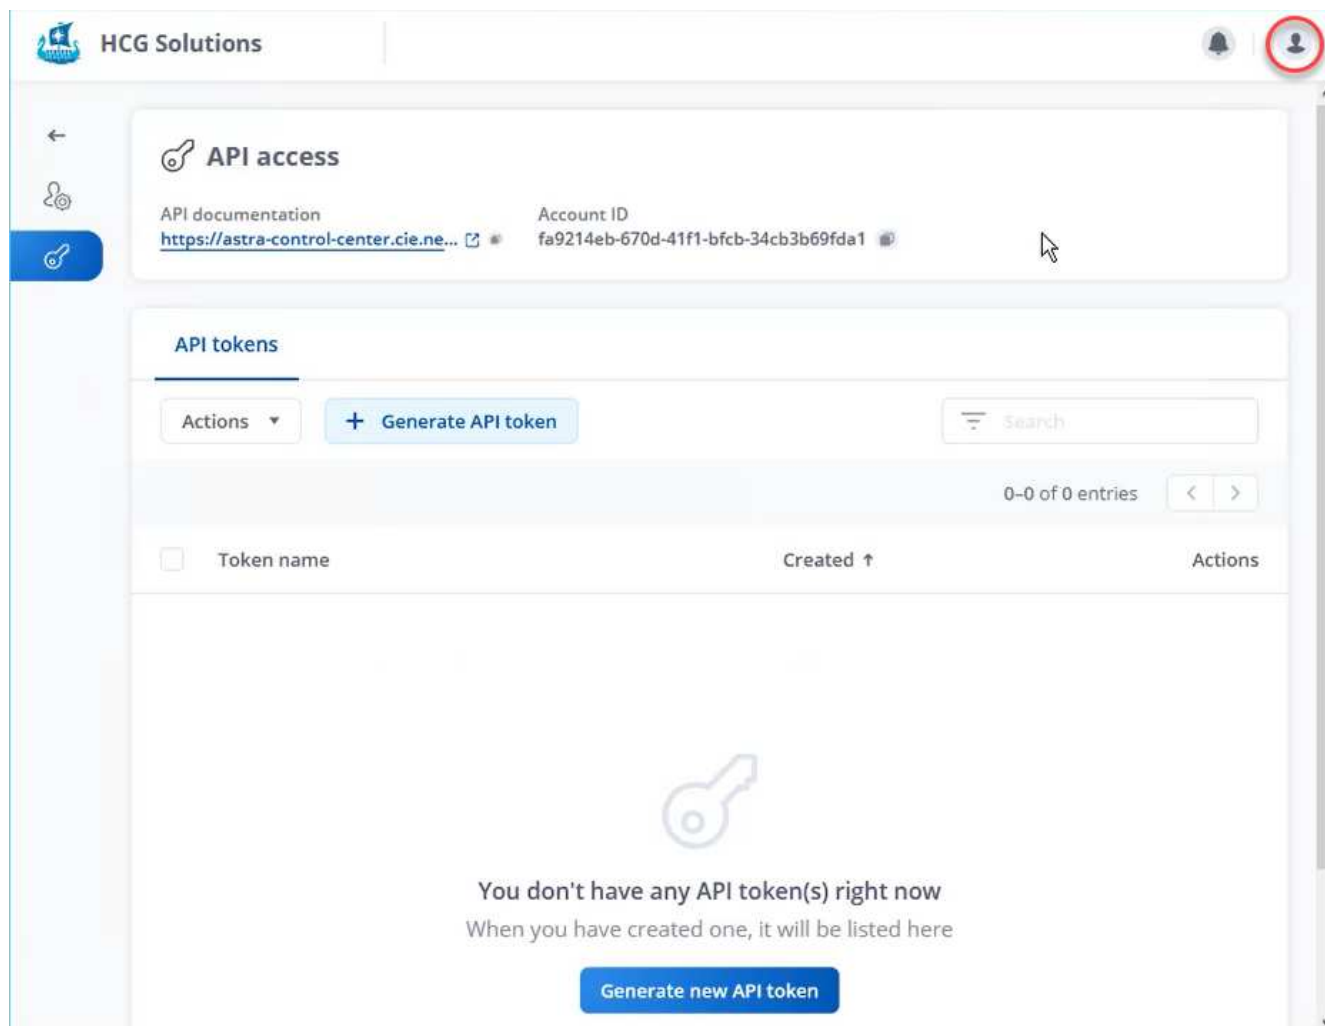 HCG Solutions
API access
API documentation
Account ID
https://astra-control-center.cie.ne...
fa9214eb-670d-41f1-bfcb-34cb3b69fda1
API tokens
Actions
+ Generate API token
Search
0–0 of 0 entries
Token name
Created ↑
Actions
You don't have any API token(s) right now
When you have created one, it will be listed here
Generate new API token